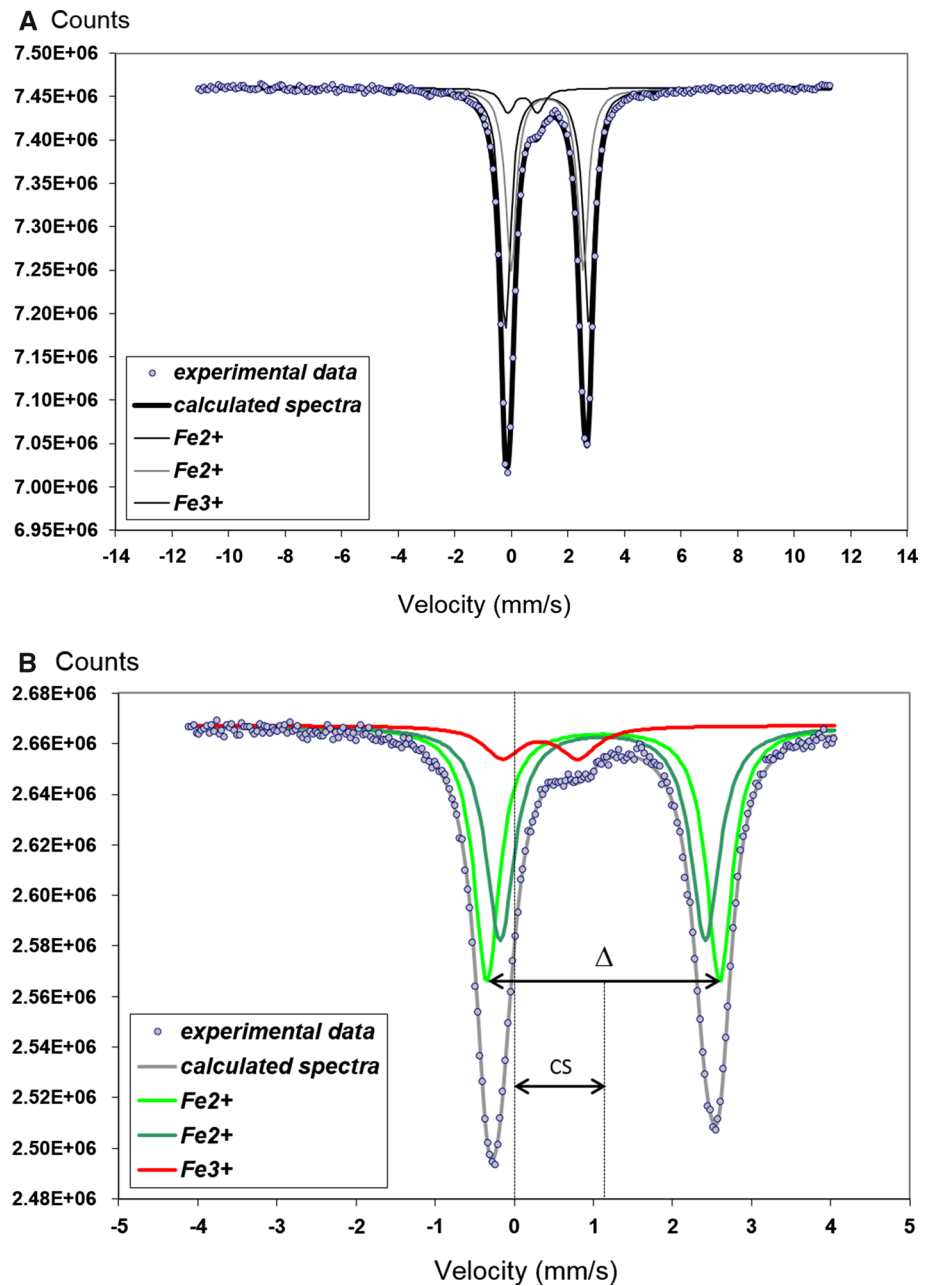 A Counts
7.50E+06
7.45E+06
7.40E+06
7.35E+06
7.30E+06
7.25E+06
7.20E+06
7.15E+06
7.10E+06
7.05E+06
7.00E+06
6.95E+06
experimental data
calculated spectra
Fe2+
Fe2+
Fe3+
-14 -12 -10 -8 -6 -4 -2 0 2 4 6 8 10 12 14
Velocity (mm/s)
B Counts
2.68E+06
2.66E+06
2.64E+06
2.62E+06
2.60E+06
2.58E+06
2.56E+06
2.54E+06
2.52E+06
2.50E+06
2.48E+06
Δ
CS
experimental data
calculated spectra
Fe2+
Fe2+
Fe3+
-5 -4 -3 -2 -1 0 1 2 3 4 5
Velocity (mm/s)